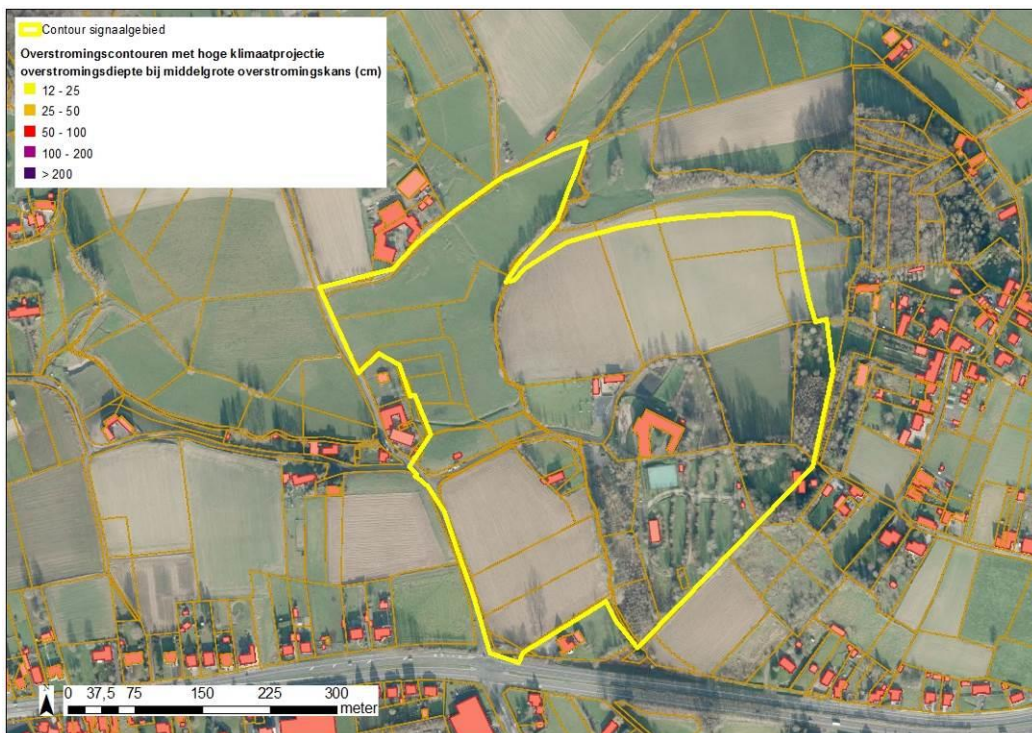 Contour signaalgebied
Overstromingscontouren met hoge klimaatprojectie
overstromingsdiepte bij middelgrote overstromingskans (cm)
12 - 25
25 - 50
50 - 100
100 - 200
> 200
0 37,5 75 150 225 300
meter